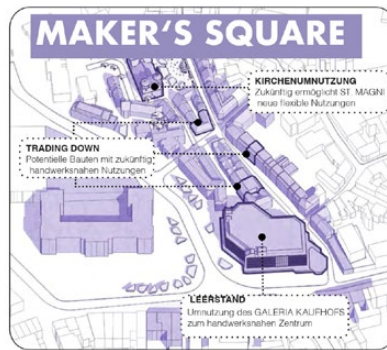 MAKER'S SQUARE
KIRCHENUMNUTZUNG
Zukünftig ermöglicht ST. MAGNI
neue flexible Nutzungen
TRADING DOWN
Potentielle Bauten mit zukünftig
handwerksnahen Nutzungen
LEERSTAND
Umnutzung des GALERIA KAUFHOFS
zum handwerksnahen Zentrum